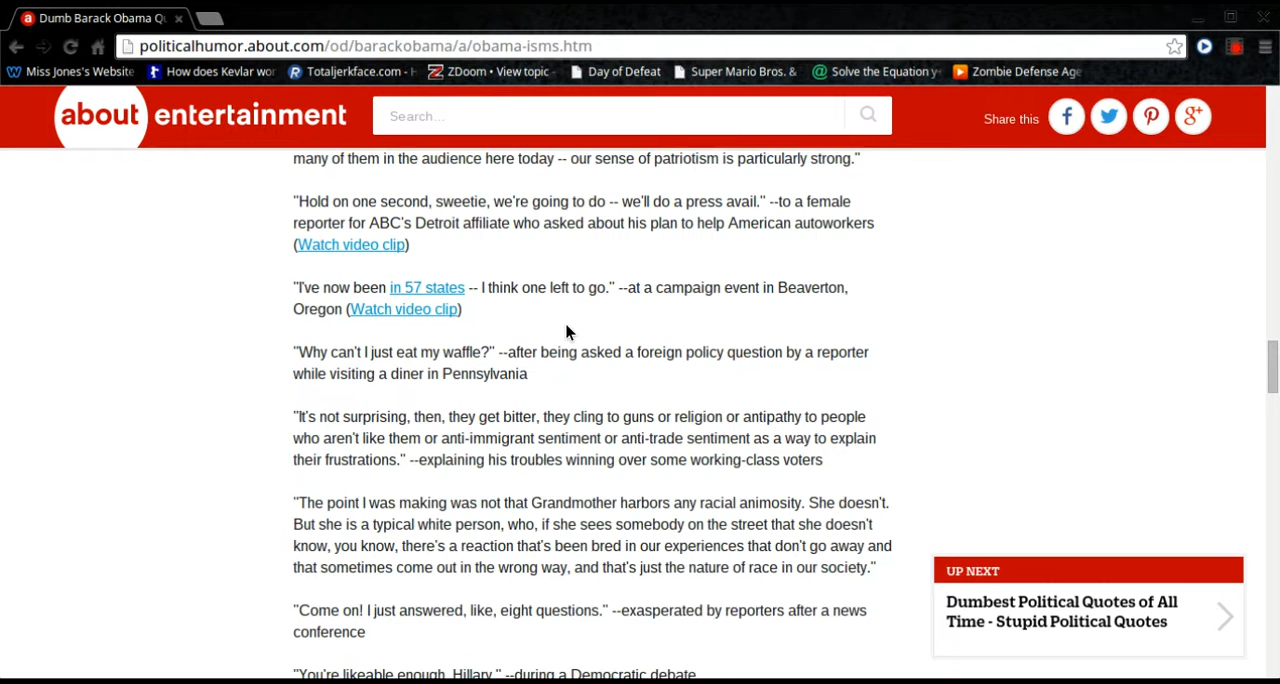 a Dumb Barack Obama Qu
politicalhumor.about.com/od/barackobama/a/obama-isms.htm
Miss Jones's Website
How does Kevlar wor
Totaljerkface.com - H
ZDoom • View topic -
Day of Defeat
Super Mario Bros. &
Solve the Equation y
Zombie Defense Age
about entertainment
Search...
Share this
many of them in the audience here today -- our sense of patriotism is particularly strong."
"Hold on one second, sweetie, we're going to do -- we'll do a press avail." --to a female
reporter for ABC's Detroit affiliate who asked about his plan to help American autoworkers
(Watch video clip)
"I've now been in 57 states -- I think one left to go." --at a campaign event in Beaverton,
Oregon (Watch video clip)
"Why can't I just eat my waffle?" --after being asked a foreign policy question by a reporter
while visiting a diner in Pennsylvania
"It's not surprising, then, they get bitter, they cling to guns or religion or antipathy to people
who aren't like them or anti-immigrant sentiment or anti-trade sentiment as a way to explain
their frustrations." --explaining his troubles winning over some working-class voters
"The point I was making was not that Grandmother harbors any racial animosity. She doesn't.
But she is a typical white person, who, if she sees somebody on the street that she doesn't
know, you know, there's a reaction that's been bred in our experiences that don't go away and
that sometimes come out in the wrong way, and that's just the nature of race in our society."
"Come on! I just answered, like, eight questions." --exasperated by reporters after a news
conference
"You're likeable enough, Hillary." --during a Democratic debate
UP NEXT
Dumbest Political Quotes of All
Time - Stupid Political Quotes